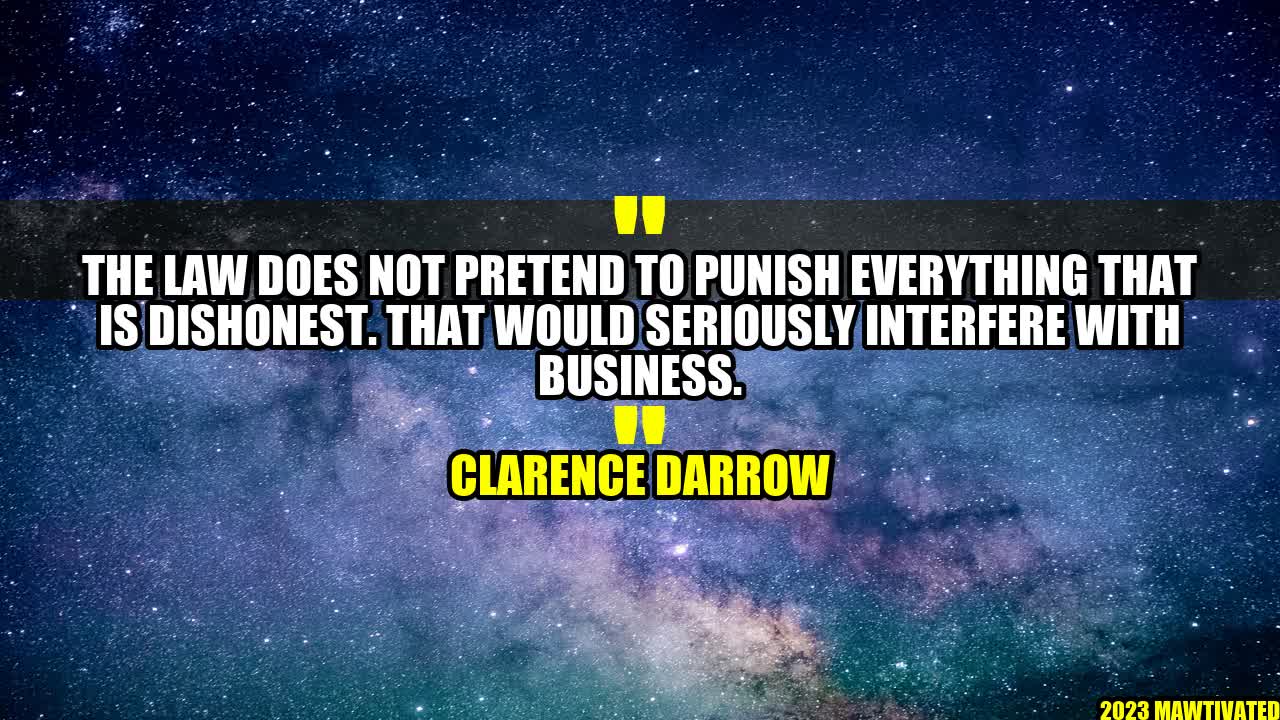 "
THE LAW DOES NOT PRETEND TO PUNISH EVERYTHING THAT
IS DISHONEST. THAT WOULD SERIOUSLY INTERFERE WITH
BUSINESS.
"
CLARENCE DARROW
2023 MAWTIVATED